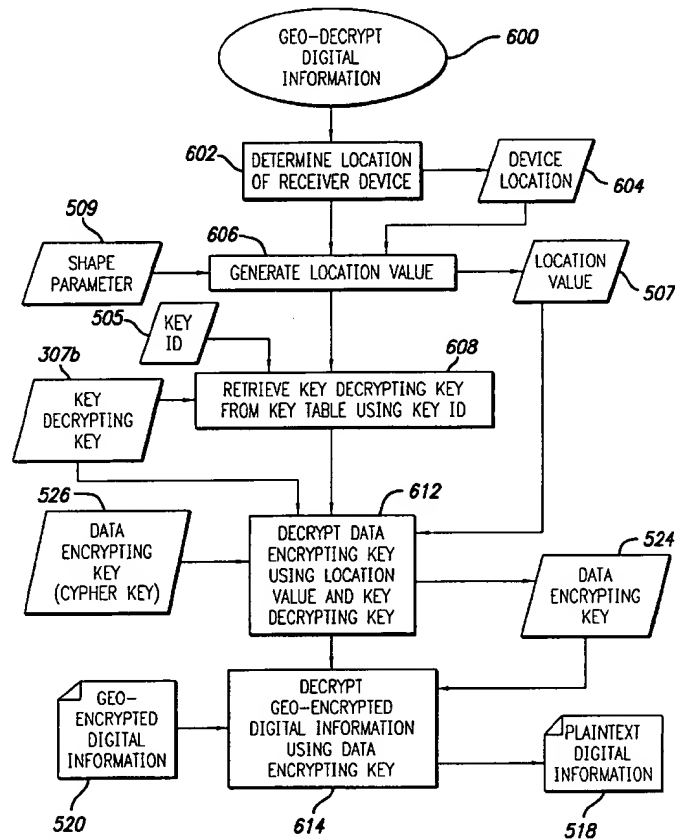 GEO-DECRYPT
DIGITAL
INFORMATION
600
602
DETERMINE LOCATION
OF RECEIVER DEVICE
DEVICE
LOCATION
604
509
SHAPE
PARAMETER
606
GENERATE LOCATION VALUE
LOCATION
VALUE
507
505
KEY
ID
307b
KEY
DECRYPTING
KEY
608
RETRIEVE KEY DECRYPTING KEY
FROM KEY TABLE USING KEY ID
526
DATA
ENCRYPTING
KEY
(CYPHER KEY)
612
DECRYPT DATA
ENCRYPTING KEY
USING LOCATION
VALUE AND KEY
DECRYPTING KEY
524
DATA
ENCRYPTING
KEY
GEO-
ENCRYPTED
DIGITAL
INFORMATION
520
DECRYPT
GEO-ENCRYPTED
DIGITAL INFORMATION
USING DATA
ENCRYPTING KEY
614
PLAINTEXT
DIGITAL
INFORMATION
518